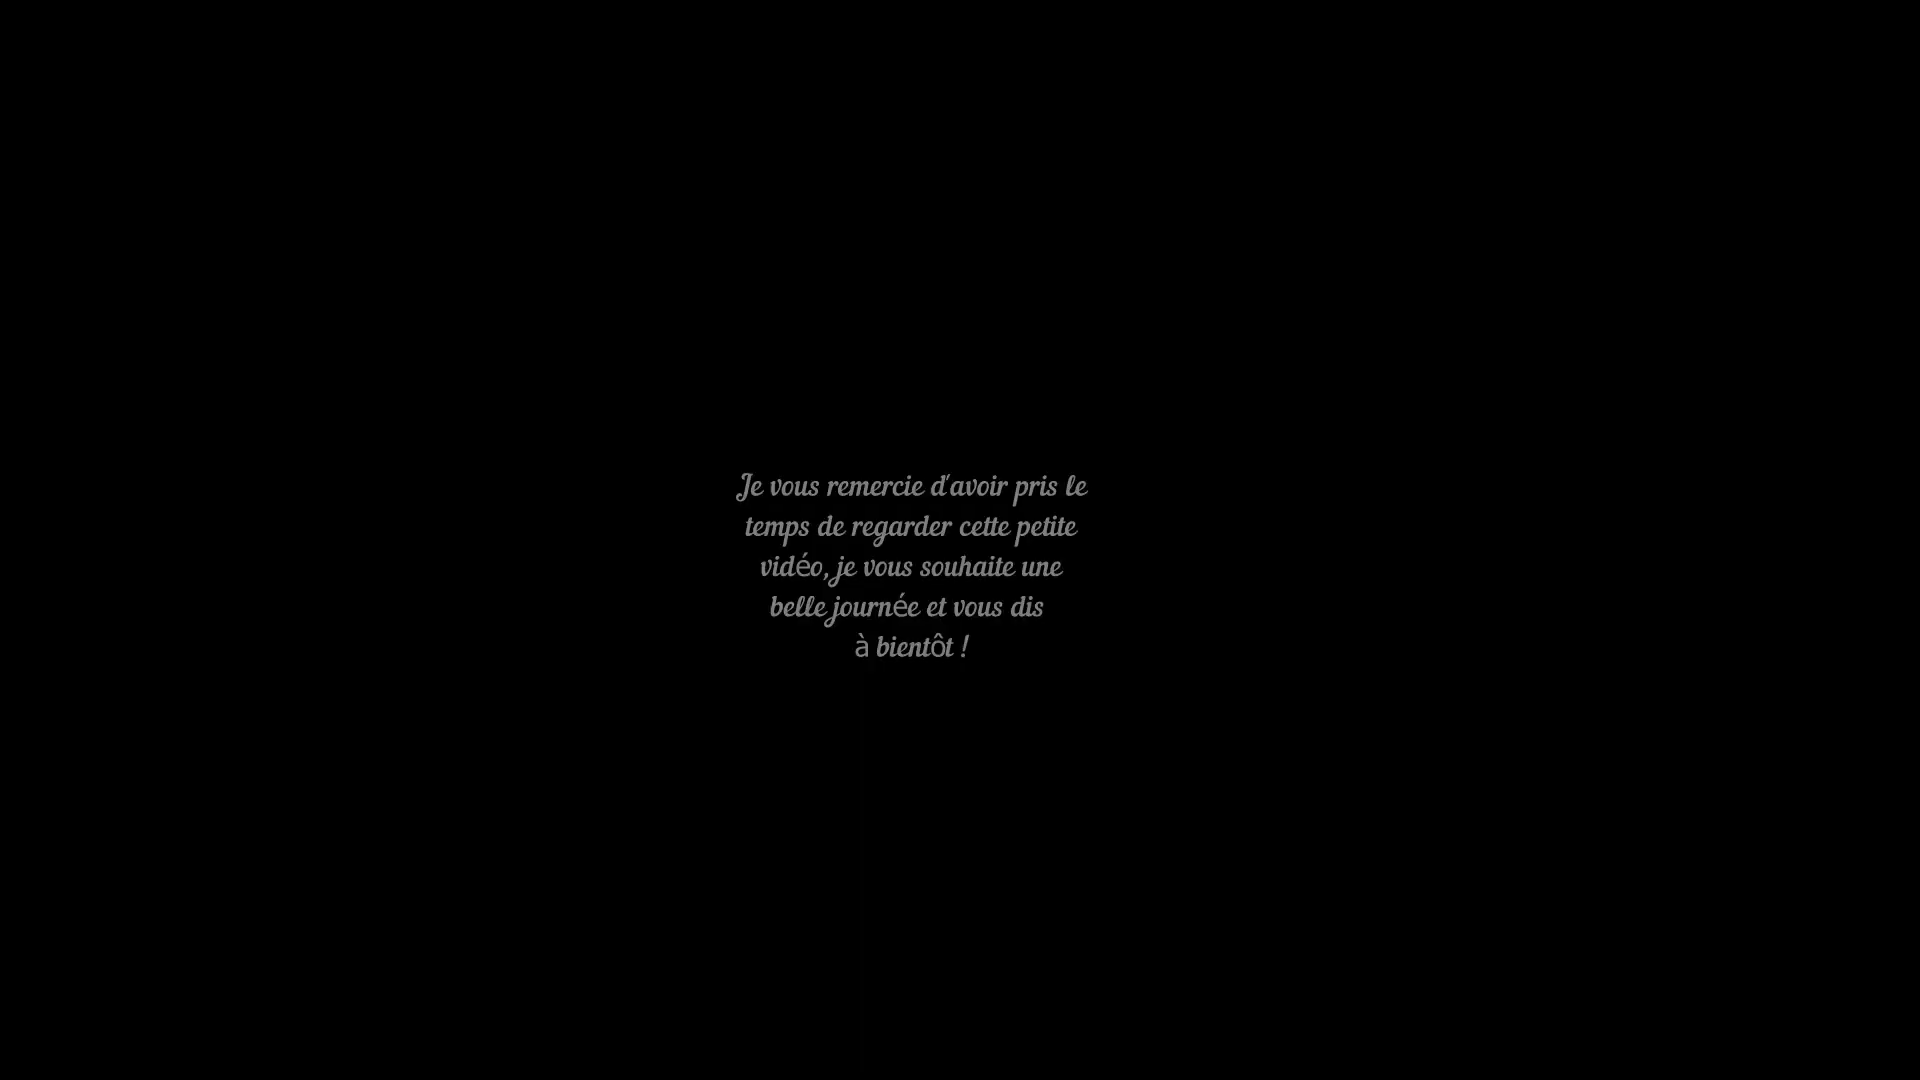 Je vous remercie d'avoir pris le
temps de regarder cette petite
vidéo, je vous souhaite une
belle journée et vous dis
à bientôt !